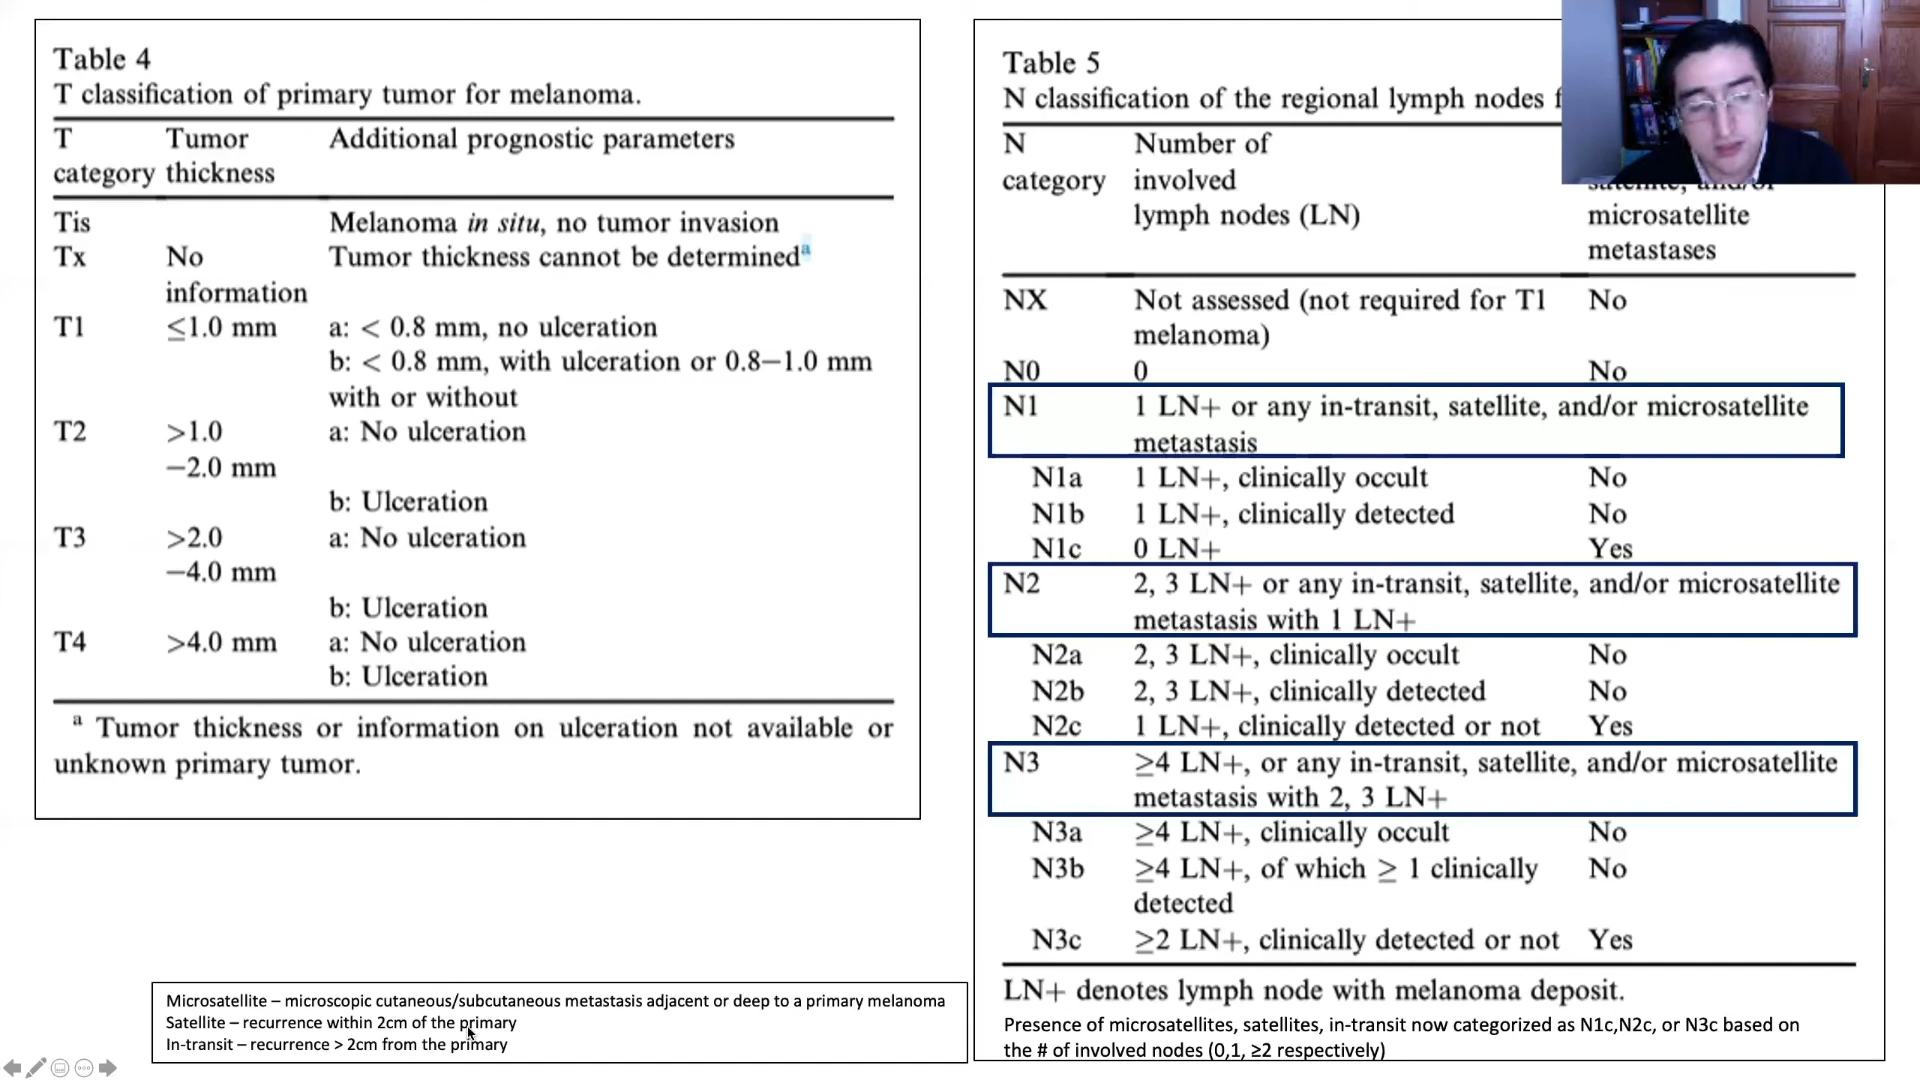 Table 4
T classification of primary tumor for melanoma.
T Tumor Additional prognostic parameters
category thickness
Tis Melanoma in situ, no tumor invasion
Tx No Tumor thickness cannot be determinedᵃ
information
T1 ≤1.0 mm a: < 0.8 mm, no ulceration
b: < 0.8 mm, with ulceration or 0.8–1.0 mm
with or without
T2 >1.0 a: No ulceration
–2.0 mm
b: Ulceration
T3 >2.0 a: No ulceration
–4.0 mm
b: Ulceration
T4 >4.0 mm a: No ulceration
b: Ulceration
ᵃ Tumor thickness or information on ulceration not available or
unknown primary tumor.
Microsatellite – microscopic cutaneous/subcutaneous metastasis adjacent or deep to a primary melanoma
Satellite – recurrence within 2cm of the primary
In-transit – recurrence > 2cm from the primary
Table 5
N classification of the regional lymph nodes
N Number of
category involved
lymph nodes (LN) microsatellite
metastases
NX Not assessed (not required for T1 No
melanoma)
N0 0 No
N1 1 LN+ or any in-transit, satellite, and/or microsatellite
metastasis
N1a 1 LN+, clinically occult No
N1b 1 LN+, clinically detected No
N1c 0 LN+ Yes
N2 2, 3 LN+ or any in-transit, satellite, and/or microsatellite
metastasis with 1 LN+
N2a 2, 3 LN+, clinically occult No
N2b 2, 3 LN+, clinically detected No
N2c 1 LN+, clinically detected or not Yes
N3 ≥4 LN+, or any in-transit, satellite, and/or microsatellite
metastasis with 2, 3 LN+
N3a ≥4 LN+, clinically occult No
N3b ≥4 LN+, of which ≥ 1 clinically No
detected
N3c ≥2 LN+, clinically detected or not Yes
LN+ denotes lymph node with melanoma deposit.
Presence of microsatellites, satellites, in-transit now categorized as N1c,N2c, or N3c based on
the # of involved nodes (0,1, ≥2 respectively)